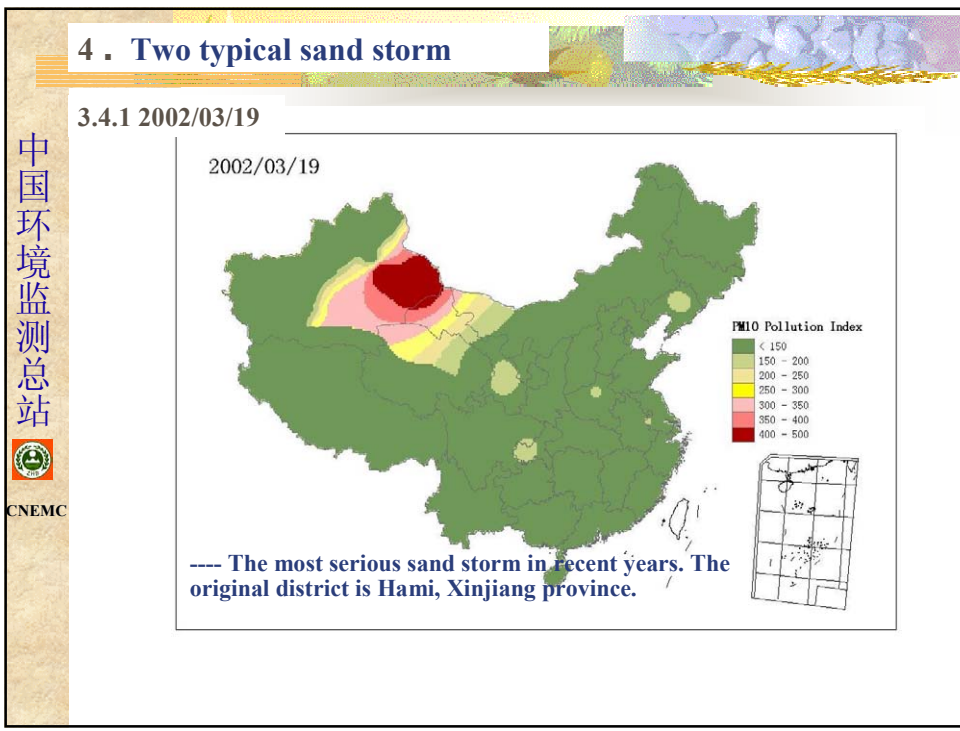 4．Two typical sand storm
3.4.1 2002/03/19
中国环境监测总站
CNEMC
2002/03/19
PM10 Pollution Index
< 150
150 - 200
200 - 250
250 - 300
300 - 350
350 - 400
400 - 500
---- The most serious sand storm in recent years. The
original district is Hami, Xinjiang province.